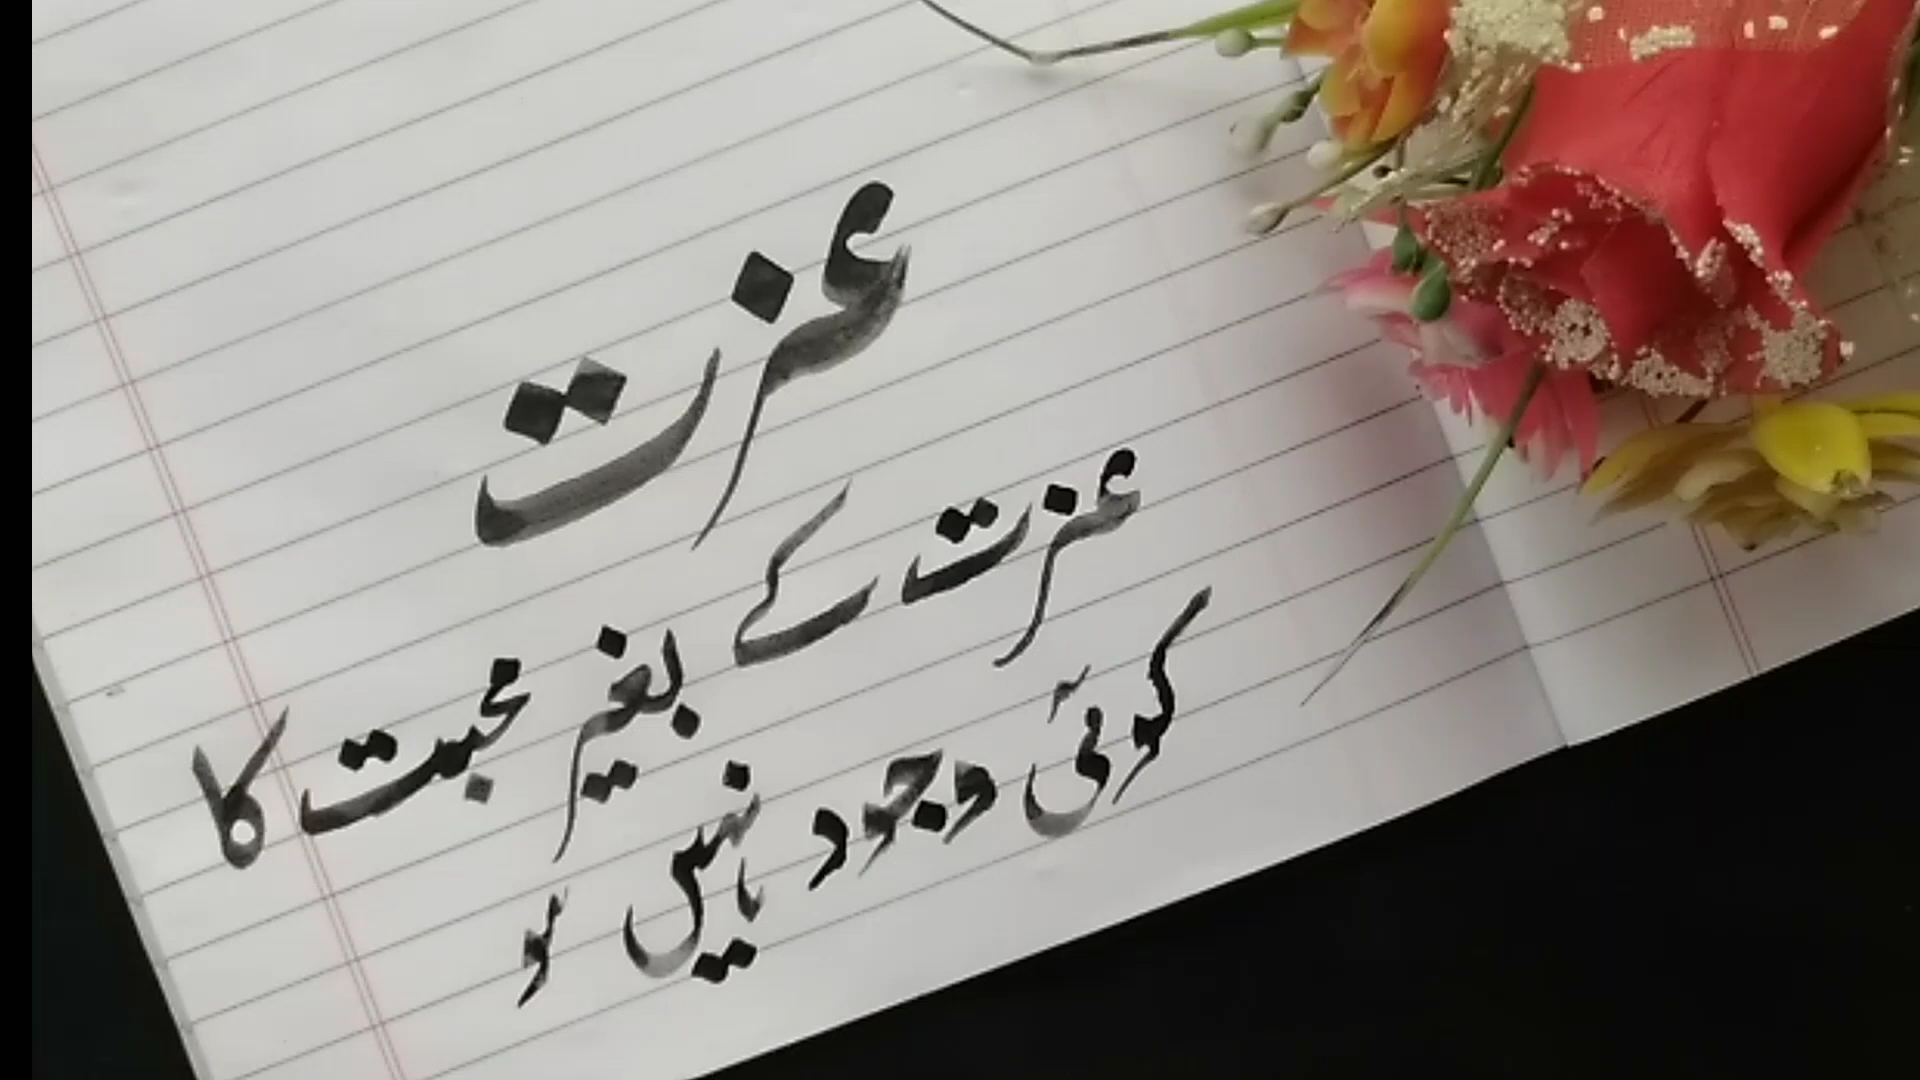 عزت
عزت کے بغیر محبت کا
کوئی وجود نہیں